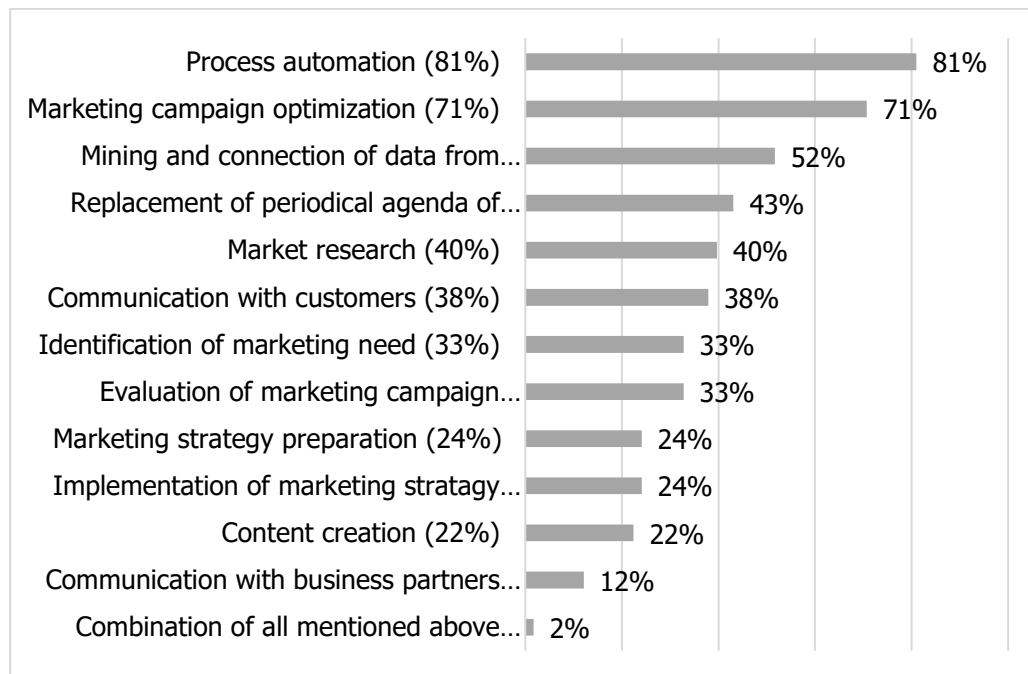 Process automation (81%) 81%
Marketing campaign optimization (71%) 71%
Mining and connection of data from… 52%
Replacement of periodical agenda of… 43%
Market research (40%) 40%
Communication with customers (38%) 38%
Identification of marketing need (33%) 33%
Evaluation of marketing campaign… 33%
Marketing strategy preparation (24%) 24%
Implementation of marketing stratagy… 24%
Content creation (22%) 22%
Communication with business partners… 12%
Combination of all mentioned above… 2%